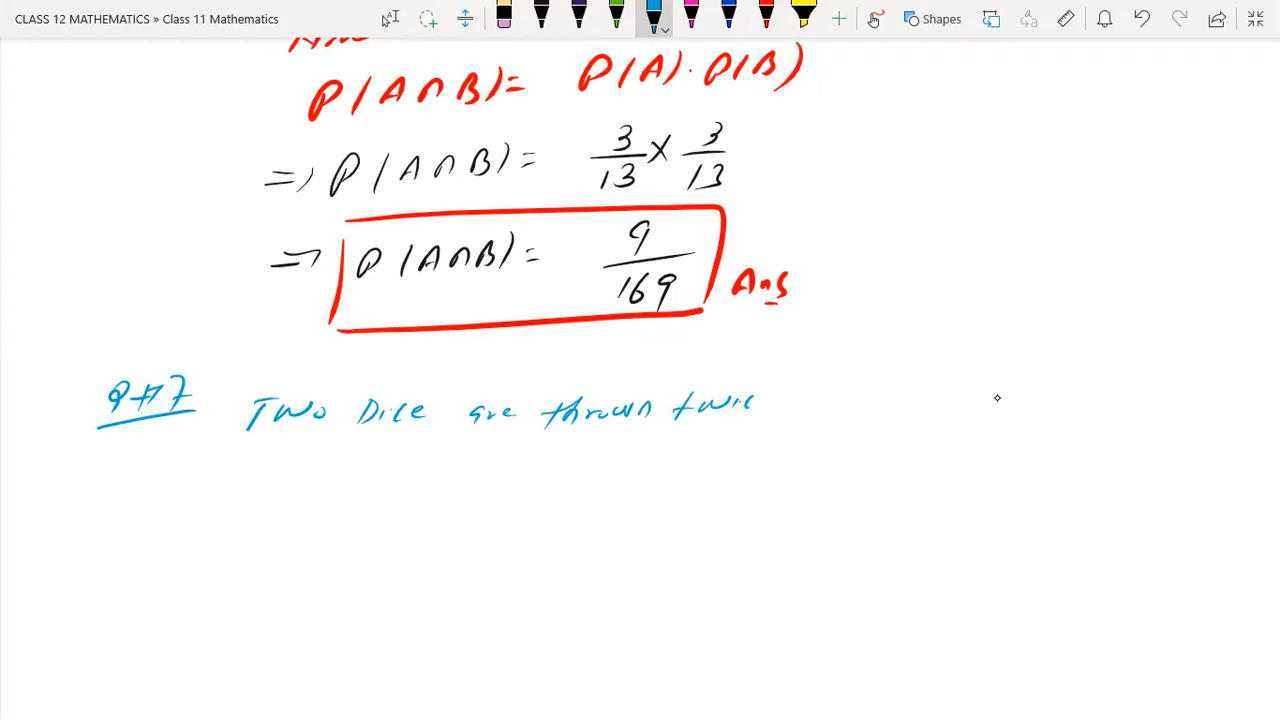 CLASS 12 MATHEMATICS » Class 11 Mathematics
Shapes
P(A∩B)= P(A).P(B)
=> P(A∩B)= 3/13 × 3/13
=> P(A∩B)= 9/169 Ans
Q#7 Two Dice are thrown twic